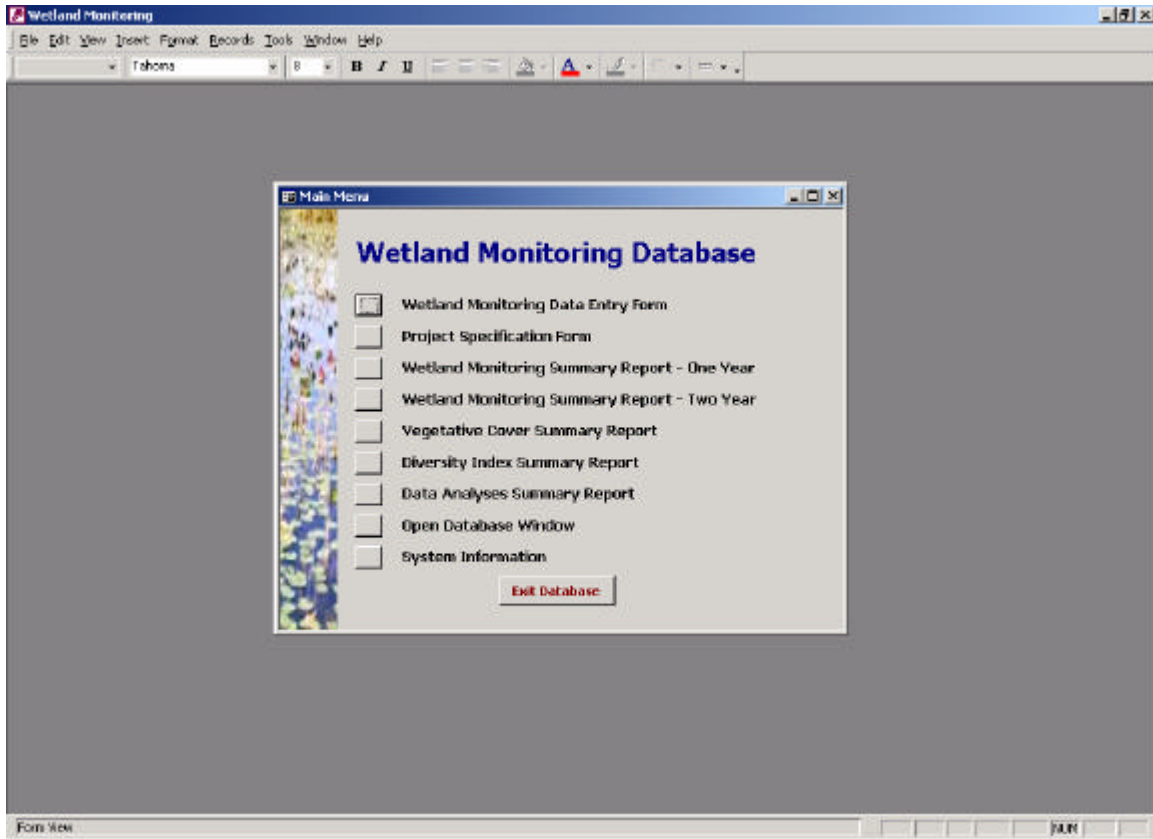 Wetland Monitoring
File Edit View Insert Format Records Tools Window Help
Tahoma 8 B I U A
Main Menu
Wetland Monitoring Database
Wetland Monitoring Data Entry Form
Project Specification Form
Wetland Monitoring Summary Report - One Year
Wetland Monitoring Summary Report - Two Year
Vegetative Cover Summary Report
Diversity Index Summary Report
Data Analyses Summary Report
Open Database Window
System Information
Exit Database
Form View NUM